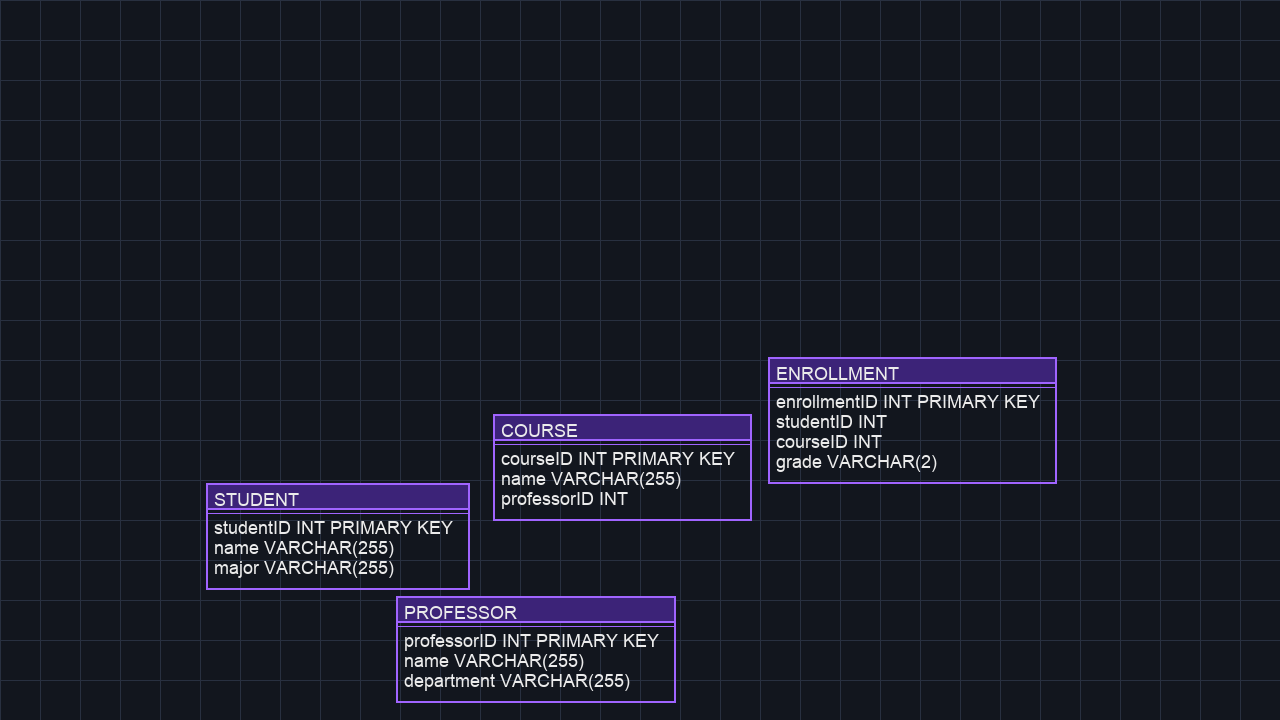 ENROLLMENT
enrollmentID INT PRIMARY KEY
studentID INT
courseID INT
grade VARCHAR(2)
COURSE
courseID INT PRIMARY KEY
name VARCHAR(255)
professorID INT
STUDENT
studentID INT PRIMARY KEY
name VARCHAR(255)
major VARCHAR(255)
PROFESSOR
professorID INT PRIMARY KEY
name VARCHAR(255)
department VARCHAR(255)